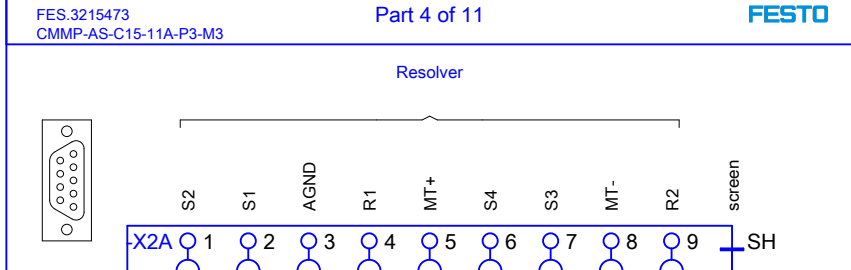 FES.3215473
CMMP-AS-C15-11A-P3-M3
Part 4 of 11
FESTO
Resolver
S2 S1 AGND R1 MT+ S4 S3 MT- R2 screen
-X2A 1 2 3 4 5 6 7 8 9 SH